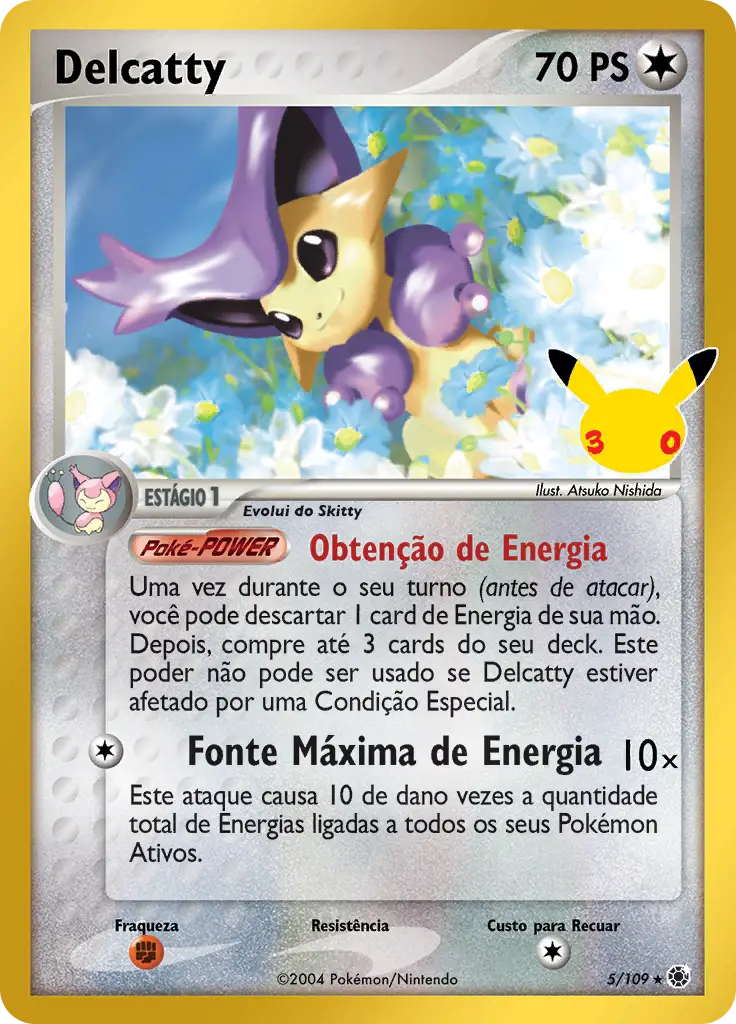 Delcatty
70 PS
30
ESTÁGIO 1
Ilust. Atsuko Nishida
Evolui do Skitty
Poké-POWER Obtenção de Energia
Uma vez durante o seu turno (antes de atacar),
você pode descartar 1 card de Energia de sua mão.
Depois, compre até 3 cards do seu deck. Este
poder não pode ser usado se Delcatty estiver
afetado por uma Condição Especial.
Fonte Máxima de Energia 10x
Este ataque causa 10 de dano vezes a quantidade
total de Energias ligadas a todos os seus Pokémon
Ativos.
Fraqueza Resistência Custo para Recuar
©2004 Pokémon/Nintendo 5/109 ★